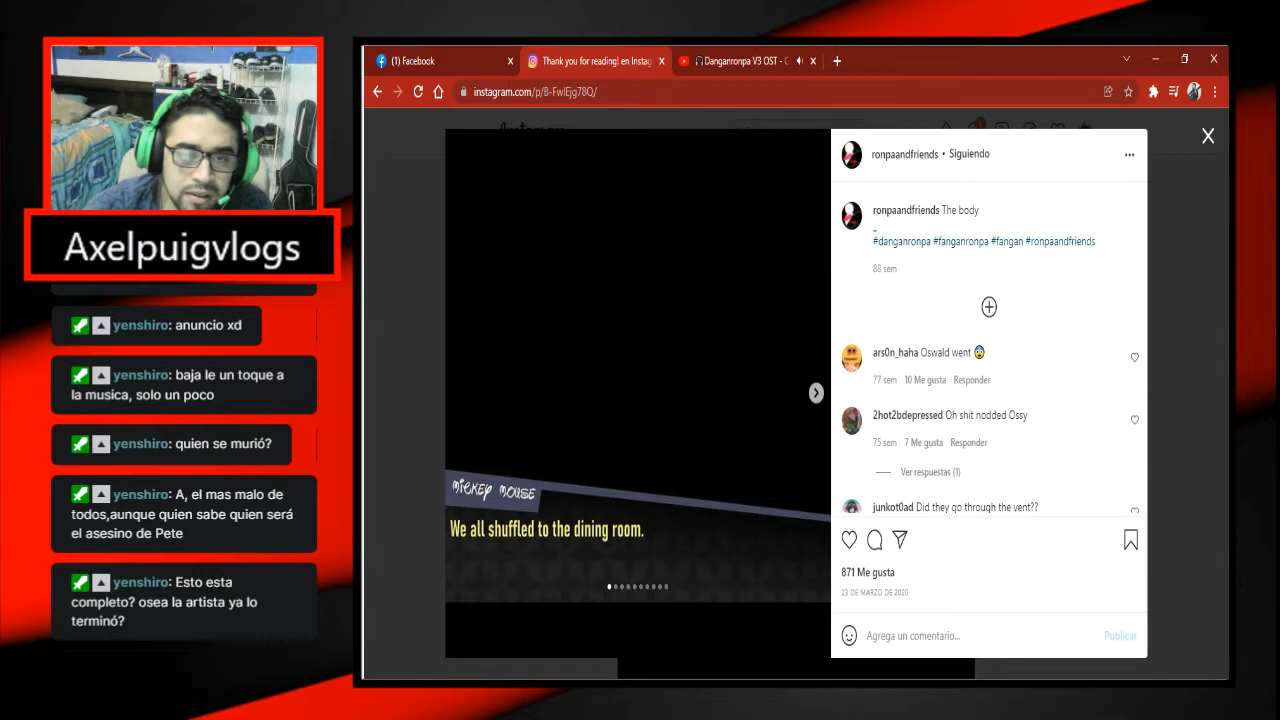 Axelpuigvlogs
yenshiro: anuncio xd
yenshiro: baja le un toque a
la musica, solo un poco
yenshiro: quien se murió?
yenshiro: A, el mas malo de
todos,aunque quien sabe quien será
el asesino de Pete
yenshiro: Esto esta
completo? osea la artista ya lo
terminó?
(1) Facebook
Thank you for reading! en Instag
Danganronpa V3 OST - C
instagram.com/p/B-FwlEjg78Q/
MICKEY MOUSE
We all shuffled to the dining room.
ronpaandfriends • Siguiendo
ronpaandfriends The body
_
#danganronpa #fanganronpa #fangan #ronpaandfriends
88 sem
ars0n_haha Oswald went 😨
77 sem 10 Me gusta Responder
2hot2bdepressed Oh shit nodded Ossy
75 sem 7 Me gusta Responder
Ver respuestas (1)
junkot0ad Did they go through the vent??
871 Me gusta
23 DE MARZO DE 2020
Agrega un comentario...
Publicar